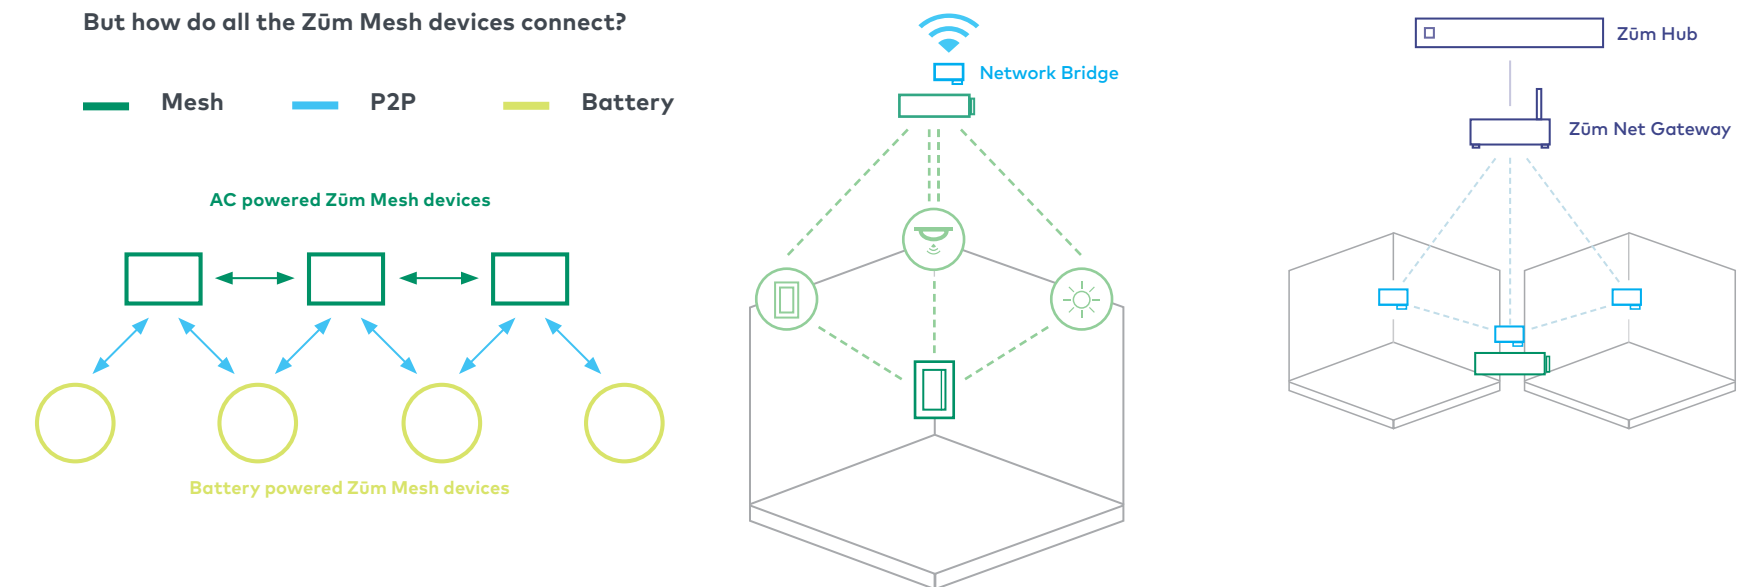 But how do all the Zūm Mesh devices connect?
Mesh
P2P
Battery
AC powered Zūm Mesh devices
Battery powered Zūm Mesh devices
Network Bridge
Zūm Hub
Zūm Net Gateway